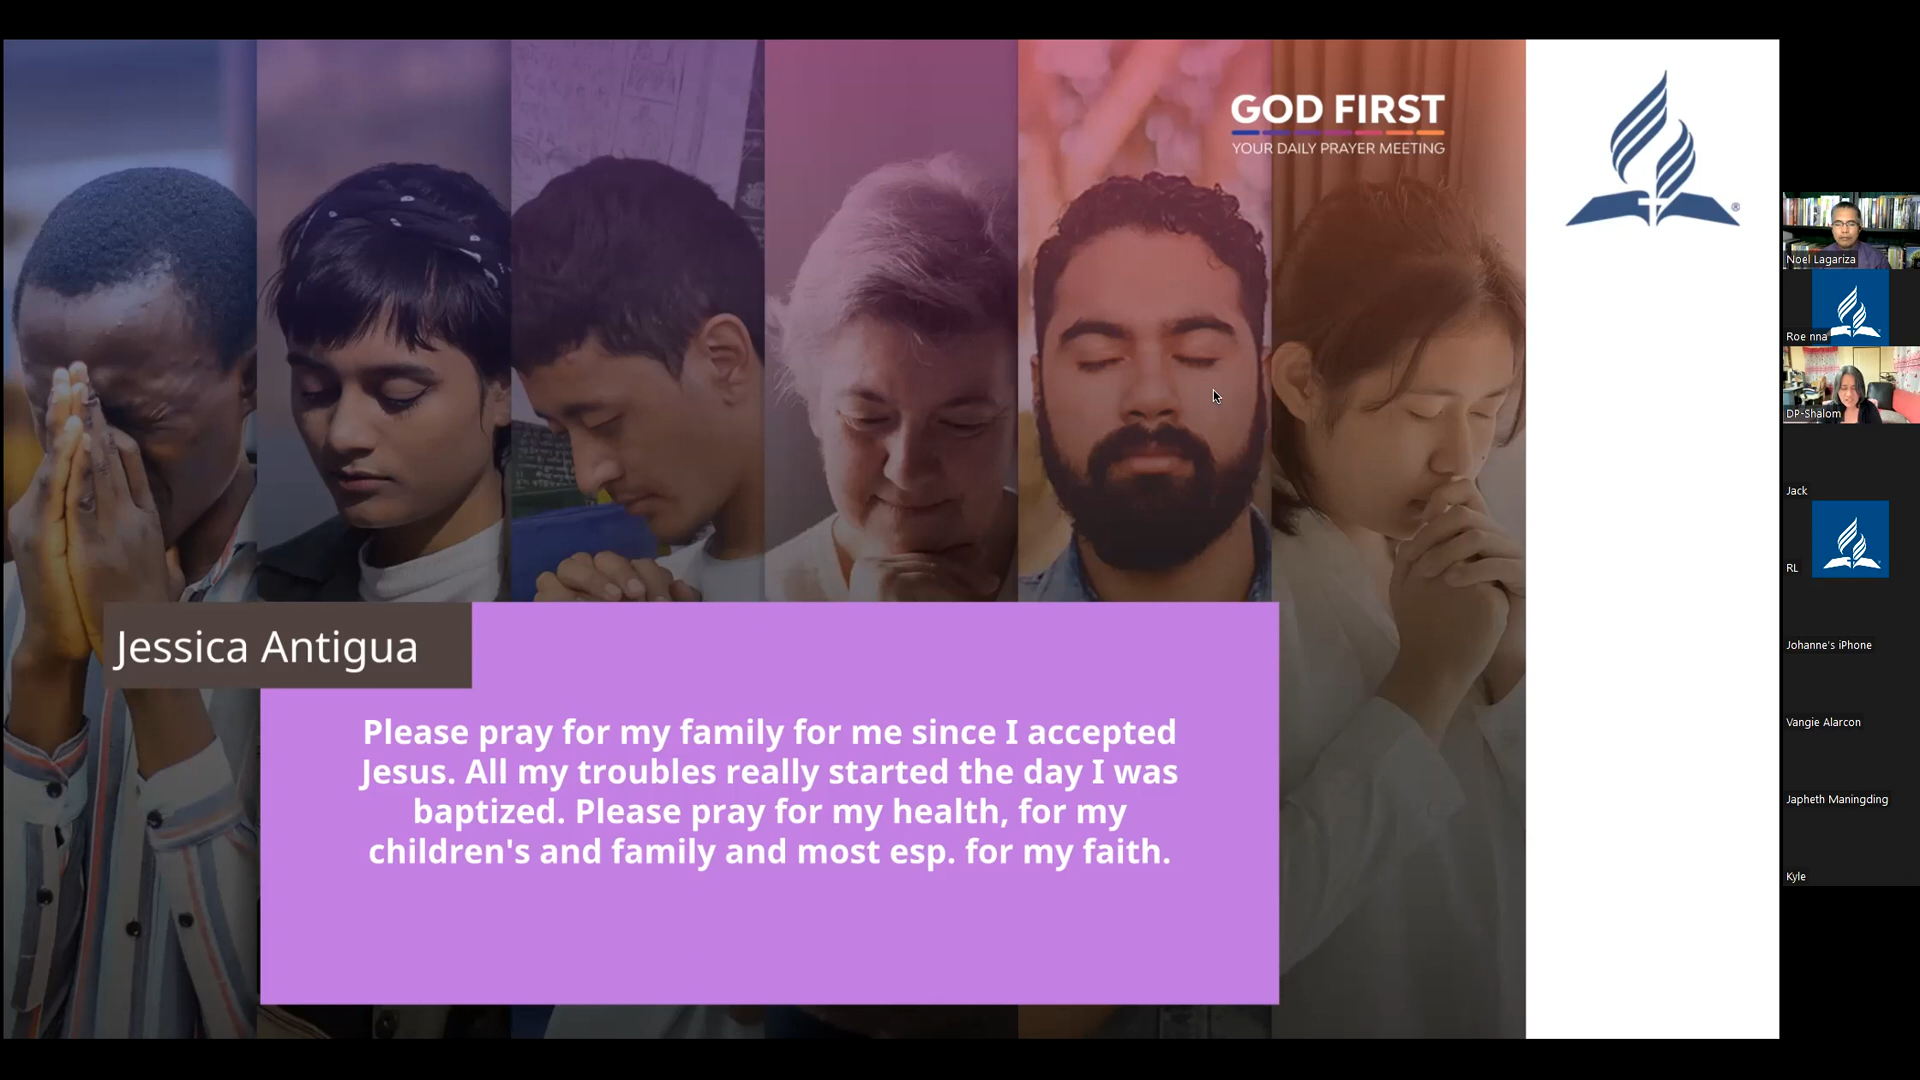 GOD FIRST
YOUR DAILY PRAYER MEETING
®
Jessica Antigua
Please pray for my family for me since I accepted
Jesus. All my troubles really started the day I was
baptized. Please pray for my health, for my
children's and family and most esp. for my faith.
Noel Lagariza
Roe nna
DP-Shalom
Jack
RL
Johanne's iPhone
Vangie Alarcon
Japheth Maningding
Kyle